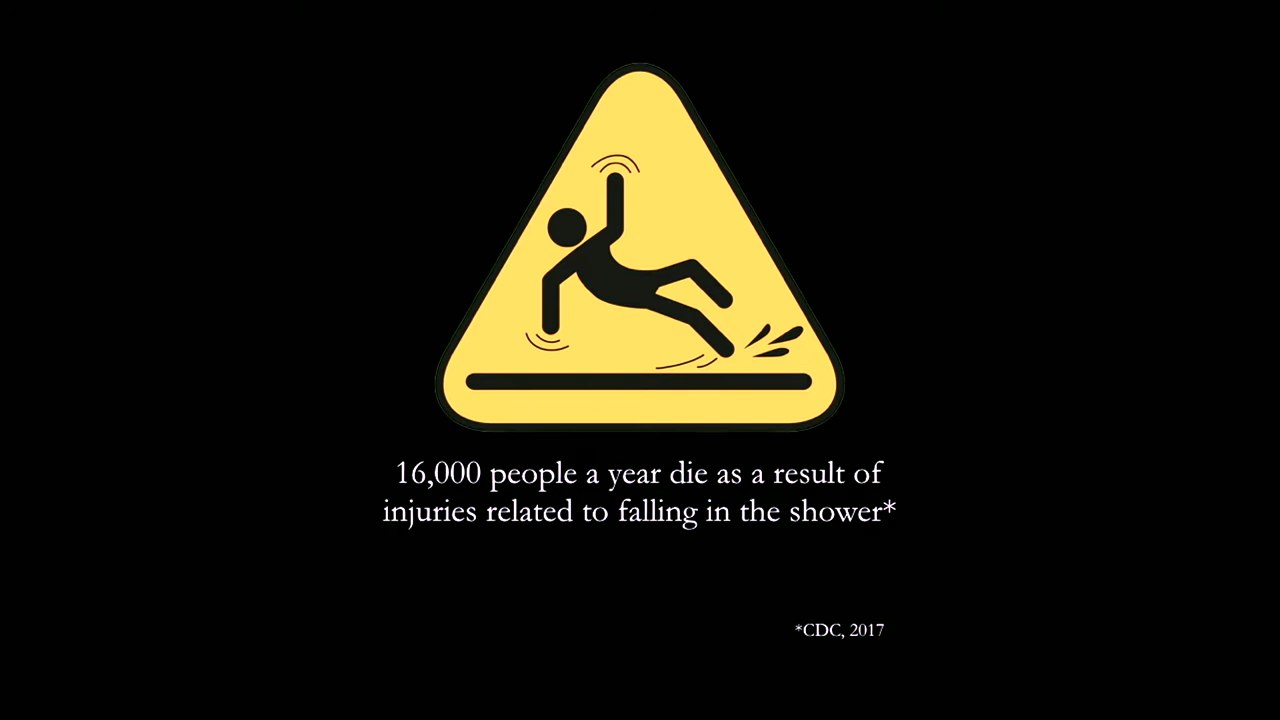 16,000 people a year die as a result of
injuries related to falling in the shower*
*CDC, 2017